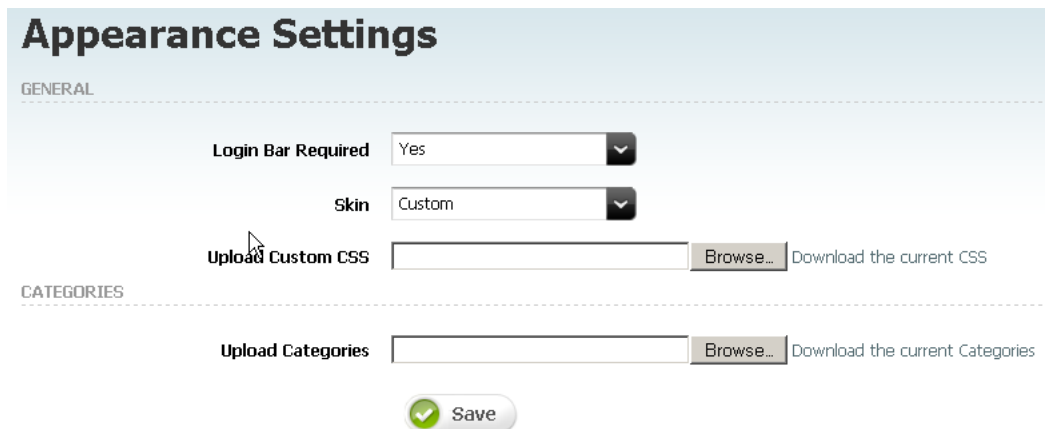 Appearance Settings
GENERAL
Login Bar Required Yes
Skin Custom
Upload Custom CSS Browse... Download the current CSS
CATEGORIES
Upload Categories Browse... Download the current Categories
Save